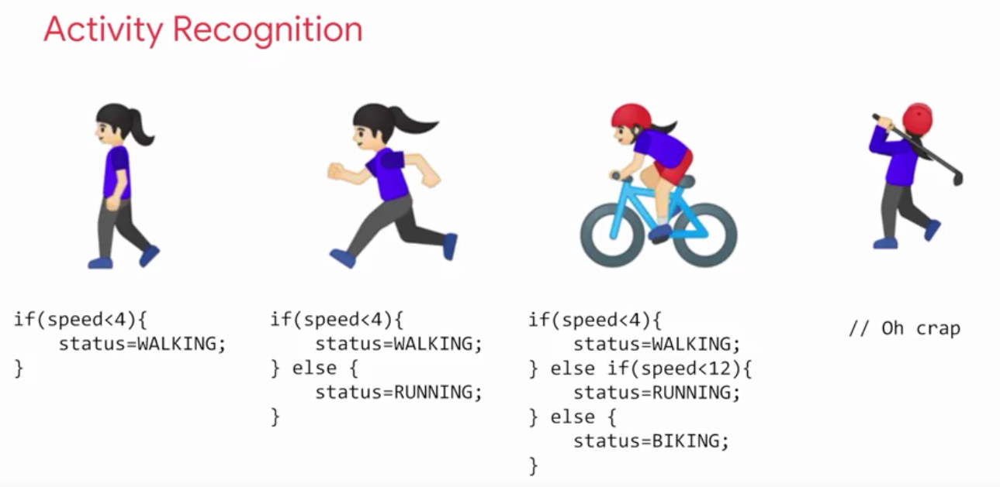 Activity Recognition
if(speed<4){
    status=WALKING;
}
if(speed<4){
    status=WALKING;
} else {
    status=RUNNING;
}
if(speed<4){
    status=WALKING;
} else if(speed<12){
    status=RUNNING;
} else {
    status=BIKING;
}
// Oh crap